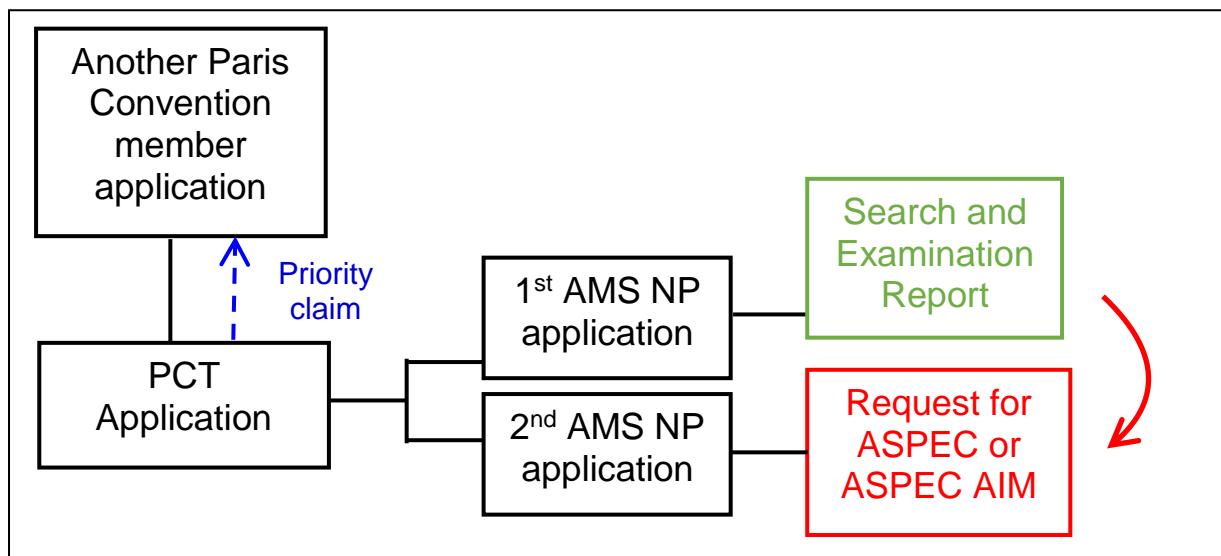 Another Paris
Convention
member
application
Priority
claim
PCT
Application
1st AMS NP
application
2nd AMS NP
application
Search and
Examination
Report
Request for
ASPEC or
ASPEC AIM